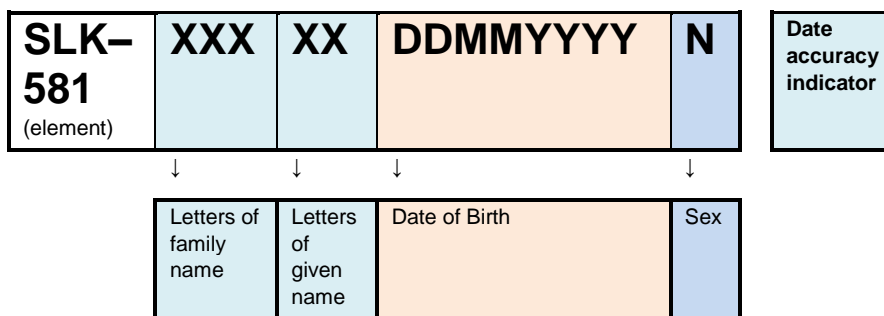 SLK–
581
(element)
XXX
XX
DDMMYYYY
N
Date
accuracy
indicator
↓ ↓ ↓ ↓
Letters of
family
name
Letters
of
given
name
Date of Birth
Sex